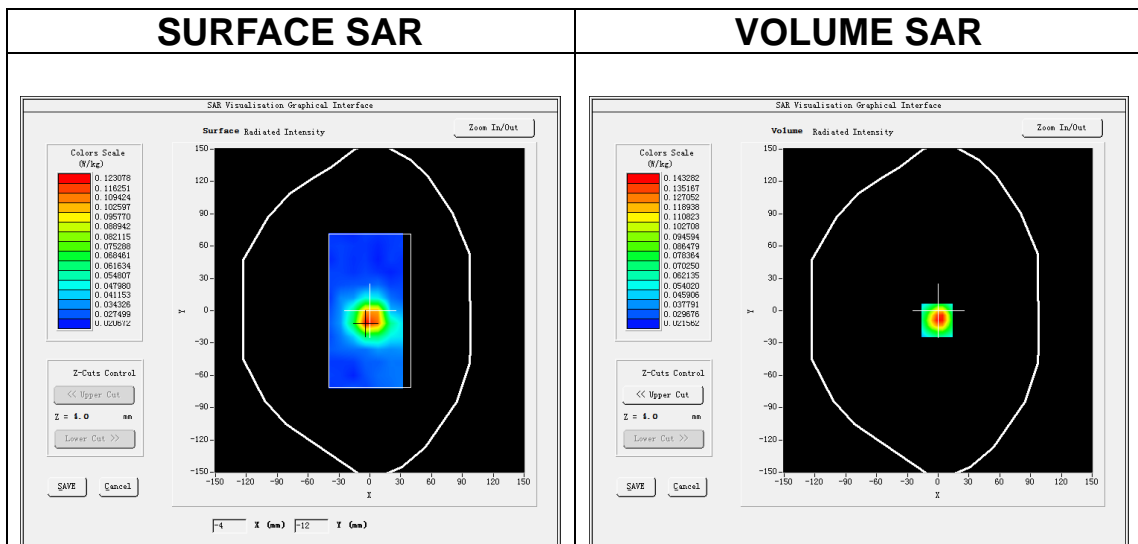 SURFACE SAR
VOLUME SAR
SAR Visualisation Graphical Interface
Surface Radiated Intensity
Zoom In/Out
Colors Scale
(W/kg)
0.123078
0.116251
0.109424
0.102597
0.095770
0.088942
0.082115
0.075288
0.068461
0.061634
0.054807
0.047980
0.041153
0.034326
0.027499
0.020672
150
120
90
60
30
0
-30
-60
-90
-120
-150
Y
-150 -120 -90 -60 -30 0 30 60 90 120 150
X
Z-Cuts Control
<< Upper Cut
Z = 4.0 mm
Lower Cut >>
SAVE Cancel
-4 X (mm) -12 Y (mm)
SAR Visualisation Graphical Interface
Volume Radiated Intensity
Zoom In/Out
Colors Scale
(W/kg)
0.143282
0.135167
0.127052
0.118938
0.110823
0.102708
0.094594
0.086479
0.078364
0.070250
0.062135
0.054020
0.045906
0.037791
0.029676
0.021562
150
120
90
60
30
0
-30
-60
-90
-120
-150
Y
-150 -120 -90 -60 -30 0 30 60 90 120 150
X
Z-Cuts Control
<< Upper Cut
Z = 4.0 mm
Lower Cut >>
SAVE Cancel